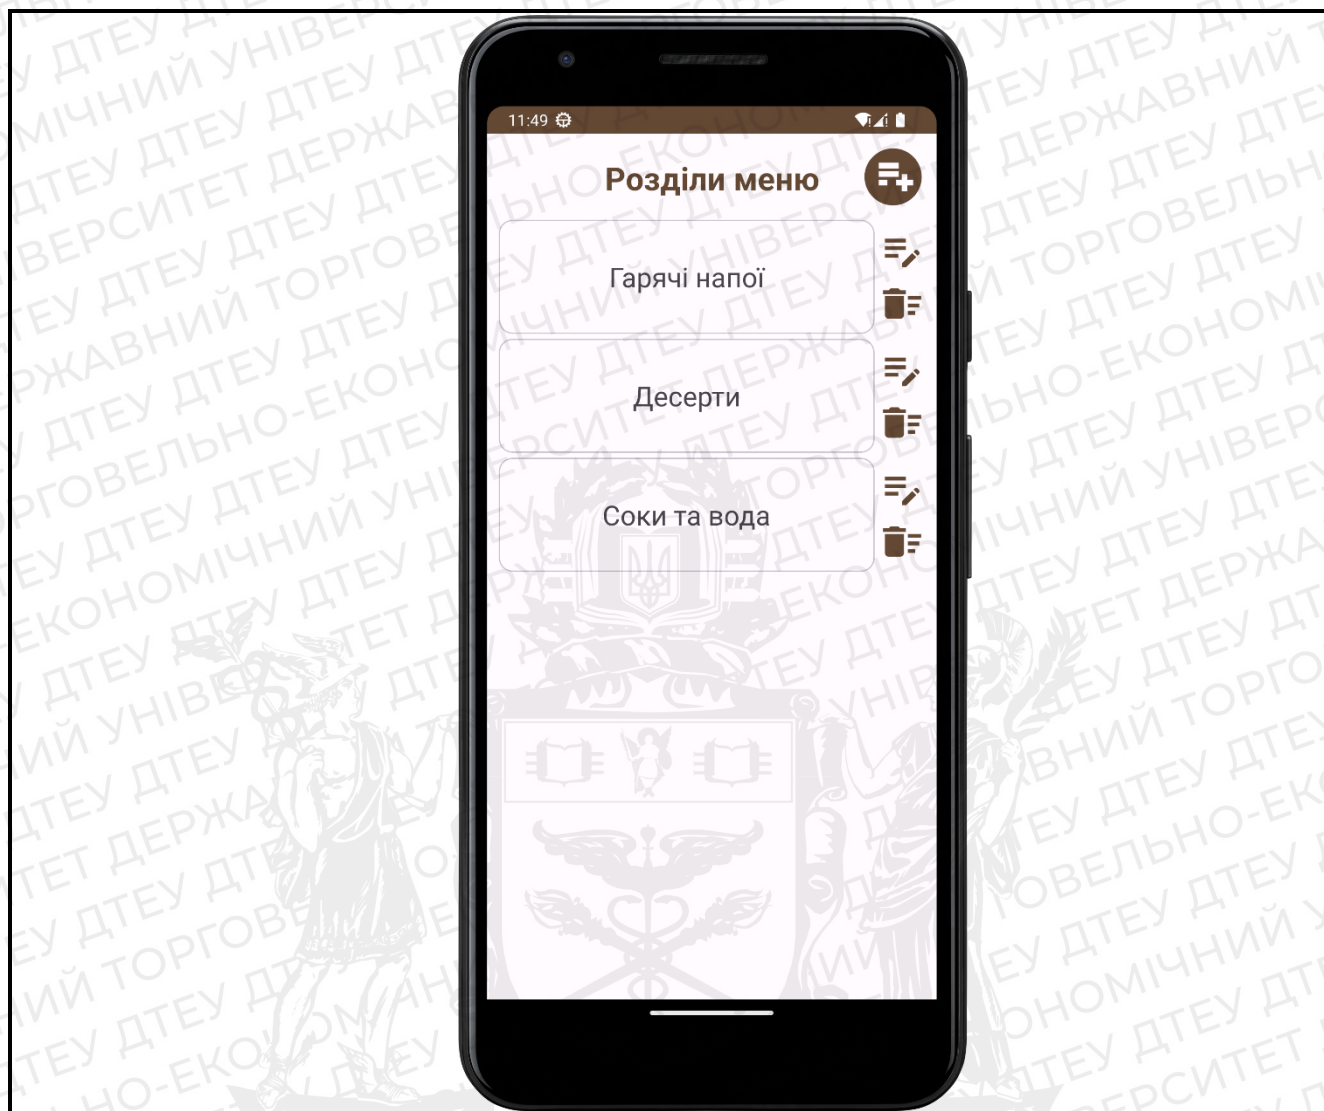 11:49
Розділи меню
Гарячі напої
Десерти
Соки та вода